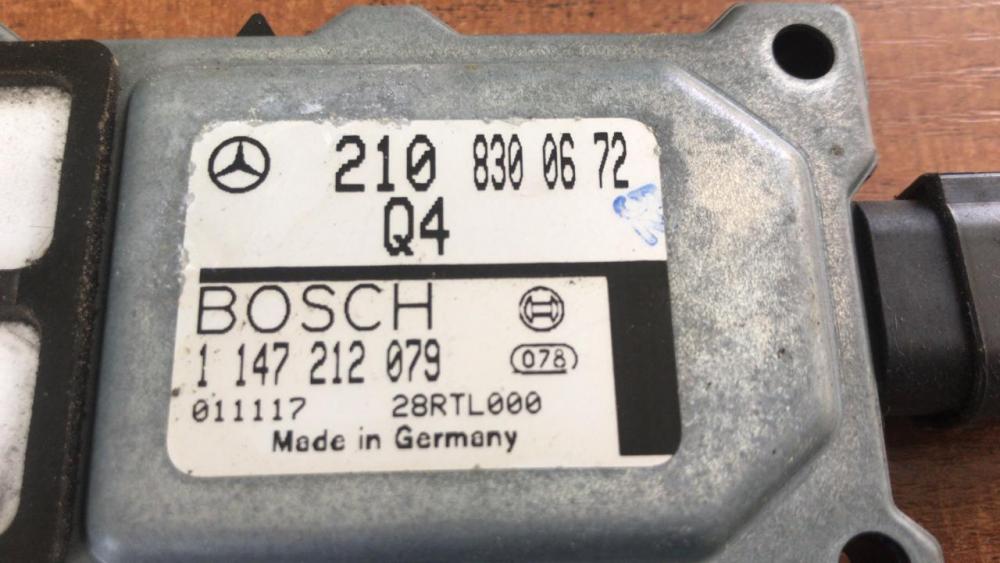 210 830 06 72
Q4
BOSCH
1 147 212 079
078
011117 28RTL000
Made in Germany